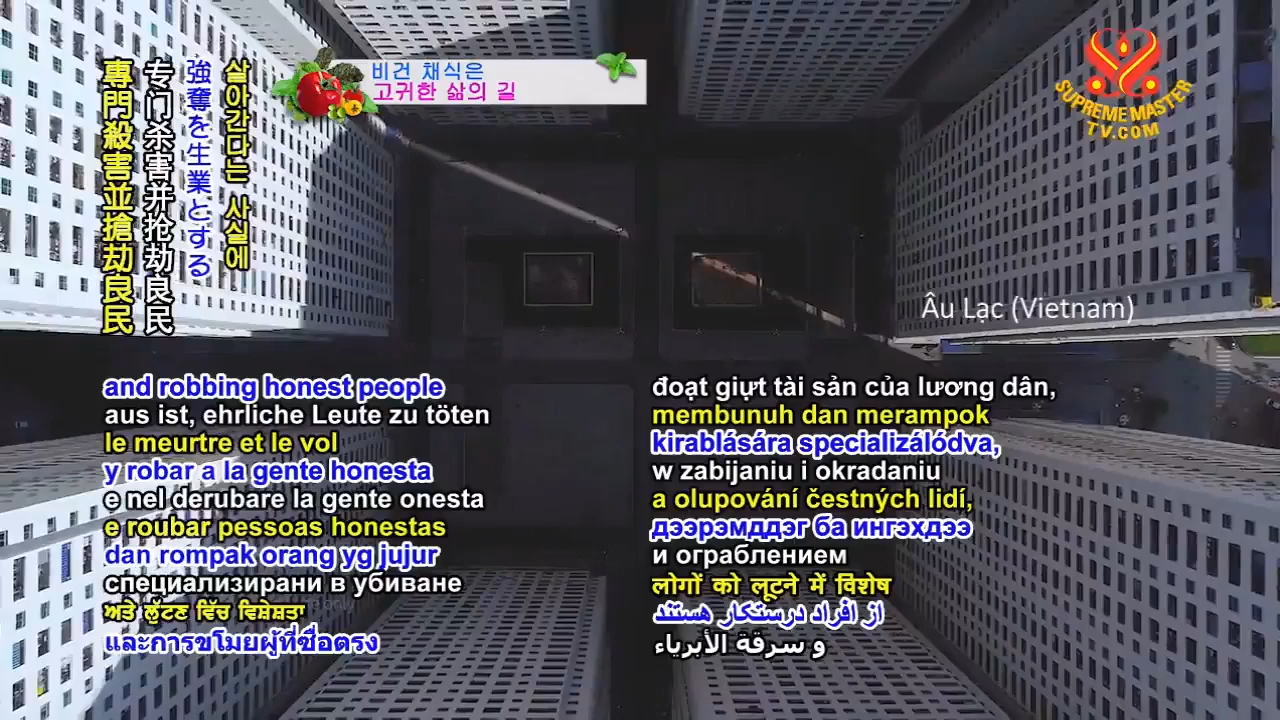 비건 채식은
고귀한 삶의 길
SUPREME MASTER
TV.COM
살아간다는 사실에
強奪を生業とする
专门杀害并抢劫良民
專門殺害並搶劫良民
Âu Lạc (Vietnam)
and robbing honest people
aus ist, ehrliche Leute zu töten
le meurtre et le vol
y robar a la gente honesta
e nel derubare la gente onesta
e roubar pessoas honestas
dan rompak orang yg jujur
специализирани в убиване
ਅਤੇ ਲੁੱਟਣ ਵਿੱਚ ਵਿਸ਼ੇਸ਼ਤਾ
และการขโมยผู้ที่ซื่อตรง
đoạt giựt tài sản của lương dân,
membunuh dan merampok
kirablására specializálódva,
w zabijaniu i okradaniu
a olupování čestných lidí,
дээрэмддэг ба ингэхдээ
и ограблением
लोगों को लूटने में विशेष
از افراد درستکار هستند
و سرقة الأبرياء